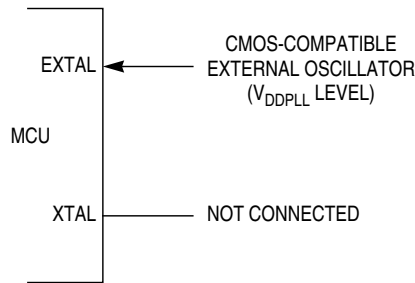 CMOS-COMPATIBLE
EXTAL EXTERNAL OSCILLATOR
(VDDPLL LEVEL)
MCU
XTAL NOT CONNECTED